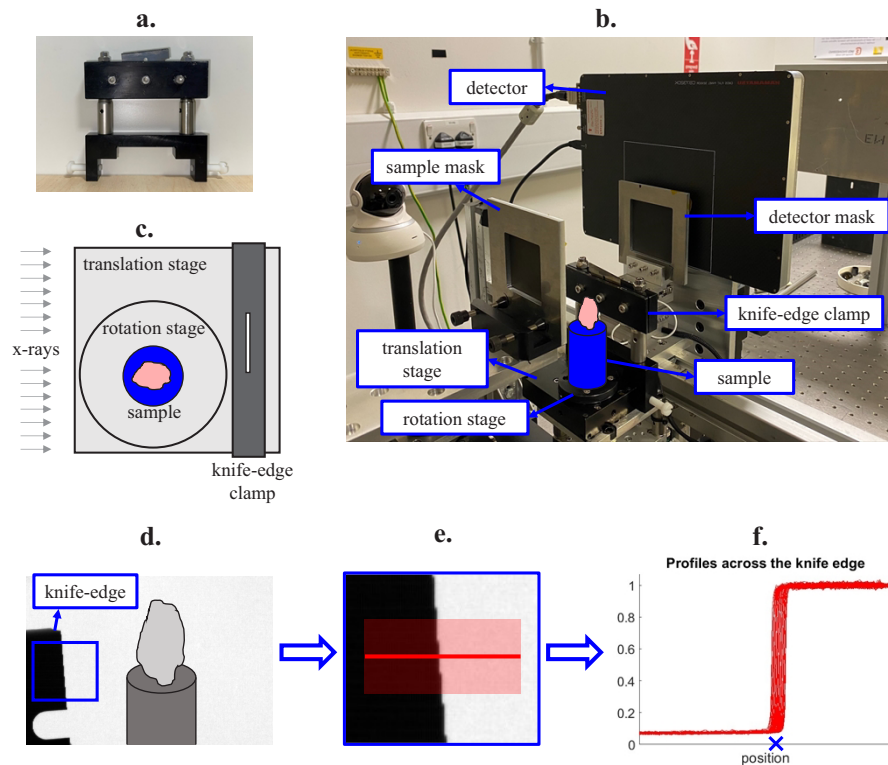 a.
b.
detector
sample mask
detector mask
knife-edge clamp
translation
stage
sample
rotation stage
c.
translation stage
rotation stage
x-rays
sample
knife-edge
clamp
d.
knife-edge
e.
f.
Profiles across the knife edge
1
0.8
0.6
0.4
0.2
0
position